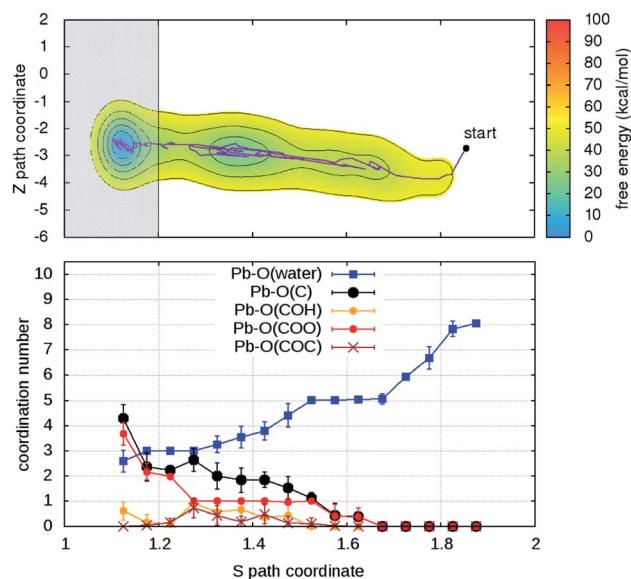 2
1
0
-1
-2
-3
-4
-5
-6
Z path coordinate
start
100
90
80
70
60
50
40
30
20
10
0
free energy (kcal/mol)
10
9
8
7
6
5
4
3
2
1
0
coordination number
Pb-O(water)
Pb-O(C)
Pb-O(COH)
Pb-O(COO)
Pb-O(COC)
1 1.2 1.4 1.6 1.8 2
S path coordinate